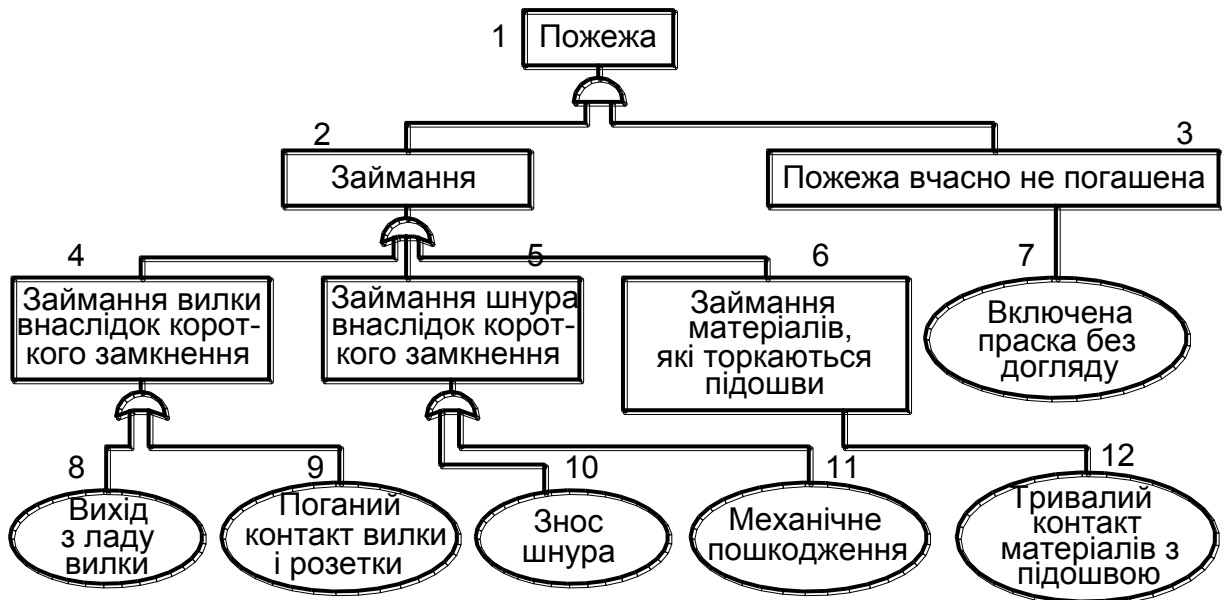 1
Пожежа
2
3
Займання
Пожежа вчасно не погашена
4
5
6
7
Займання вилки
внаслідок корот-
кого замкнення
Займання шнура
внаслідок корот-
кого замкнення
Займання
матеріалів,
які торкаються
підошви
Включена
праска без
догляду
8
9
10
11
12
Вихід
з ладу
вилки
Поганий
контакт вилки
і розетки
Знос
шнура
Механічне
пошкодження
Тривалий
контакт
матеріалів з
підошвою